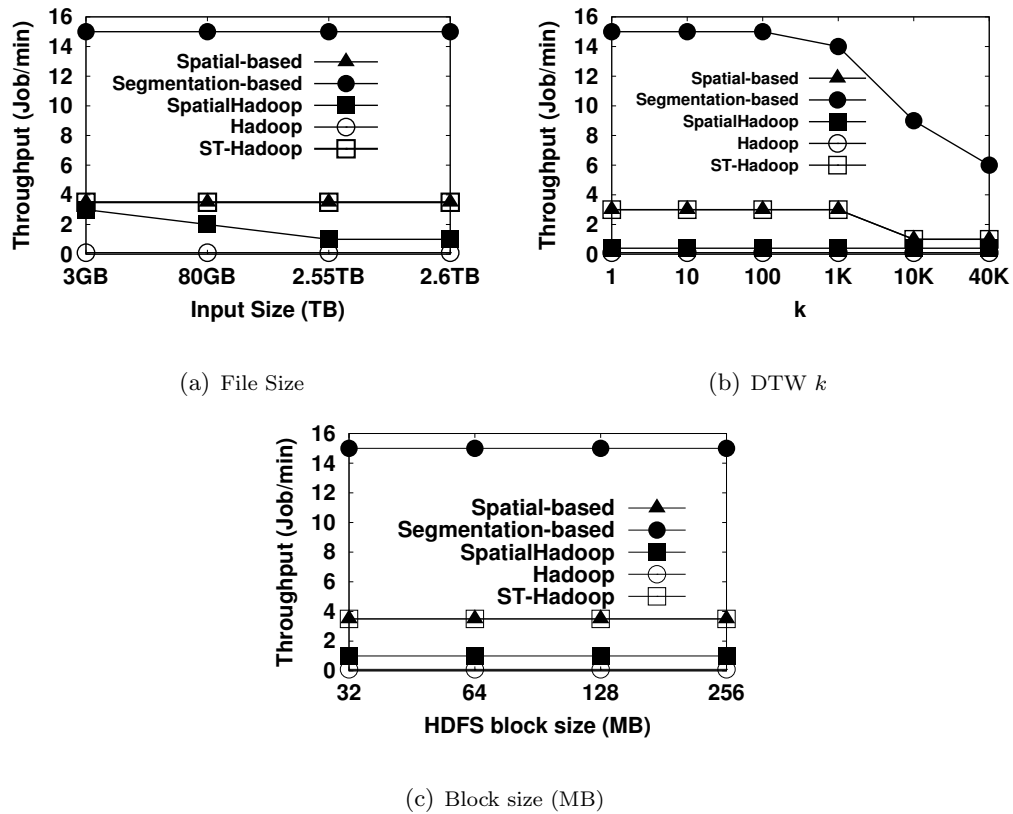 Throughput (Job/min)
16
14
12
10
8
6
4
2
0
Spatial-based
Segmentation-based
SpatialHadoop
Hadoop
ST-Hadoop
3GB 80GB 2.55TB 2.6TB
Input Size (TB)
(a) File Size
Throughput (Job/min)
16
14
12
10
8
6
4
2
0
Spatial-based
Segmentation-based
SpatialHadoop
Hadoop
ST-Hadoop
1 10 100 1K 10K 40K
k
(b) DTW k
Throughput (Job/min)
16
14
12
10
8
6
4
2
0
Spatial-based
Segmentation-based
SpatialHadoop
Hadoop
ST-Hadoop
32 64 128 256
HDFS block size (MB)
(c) Block size (MB)